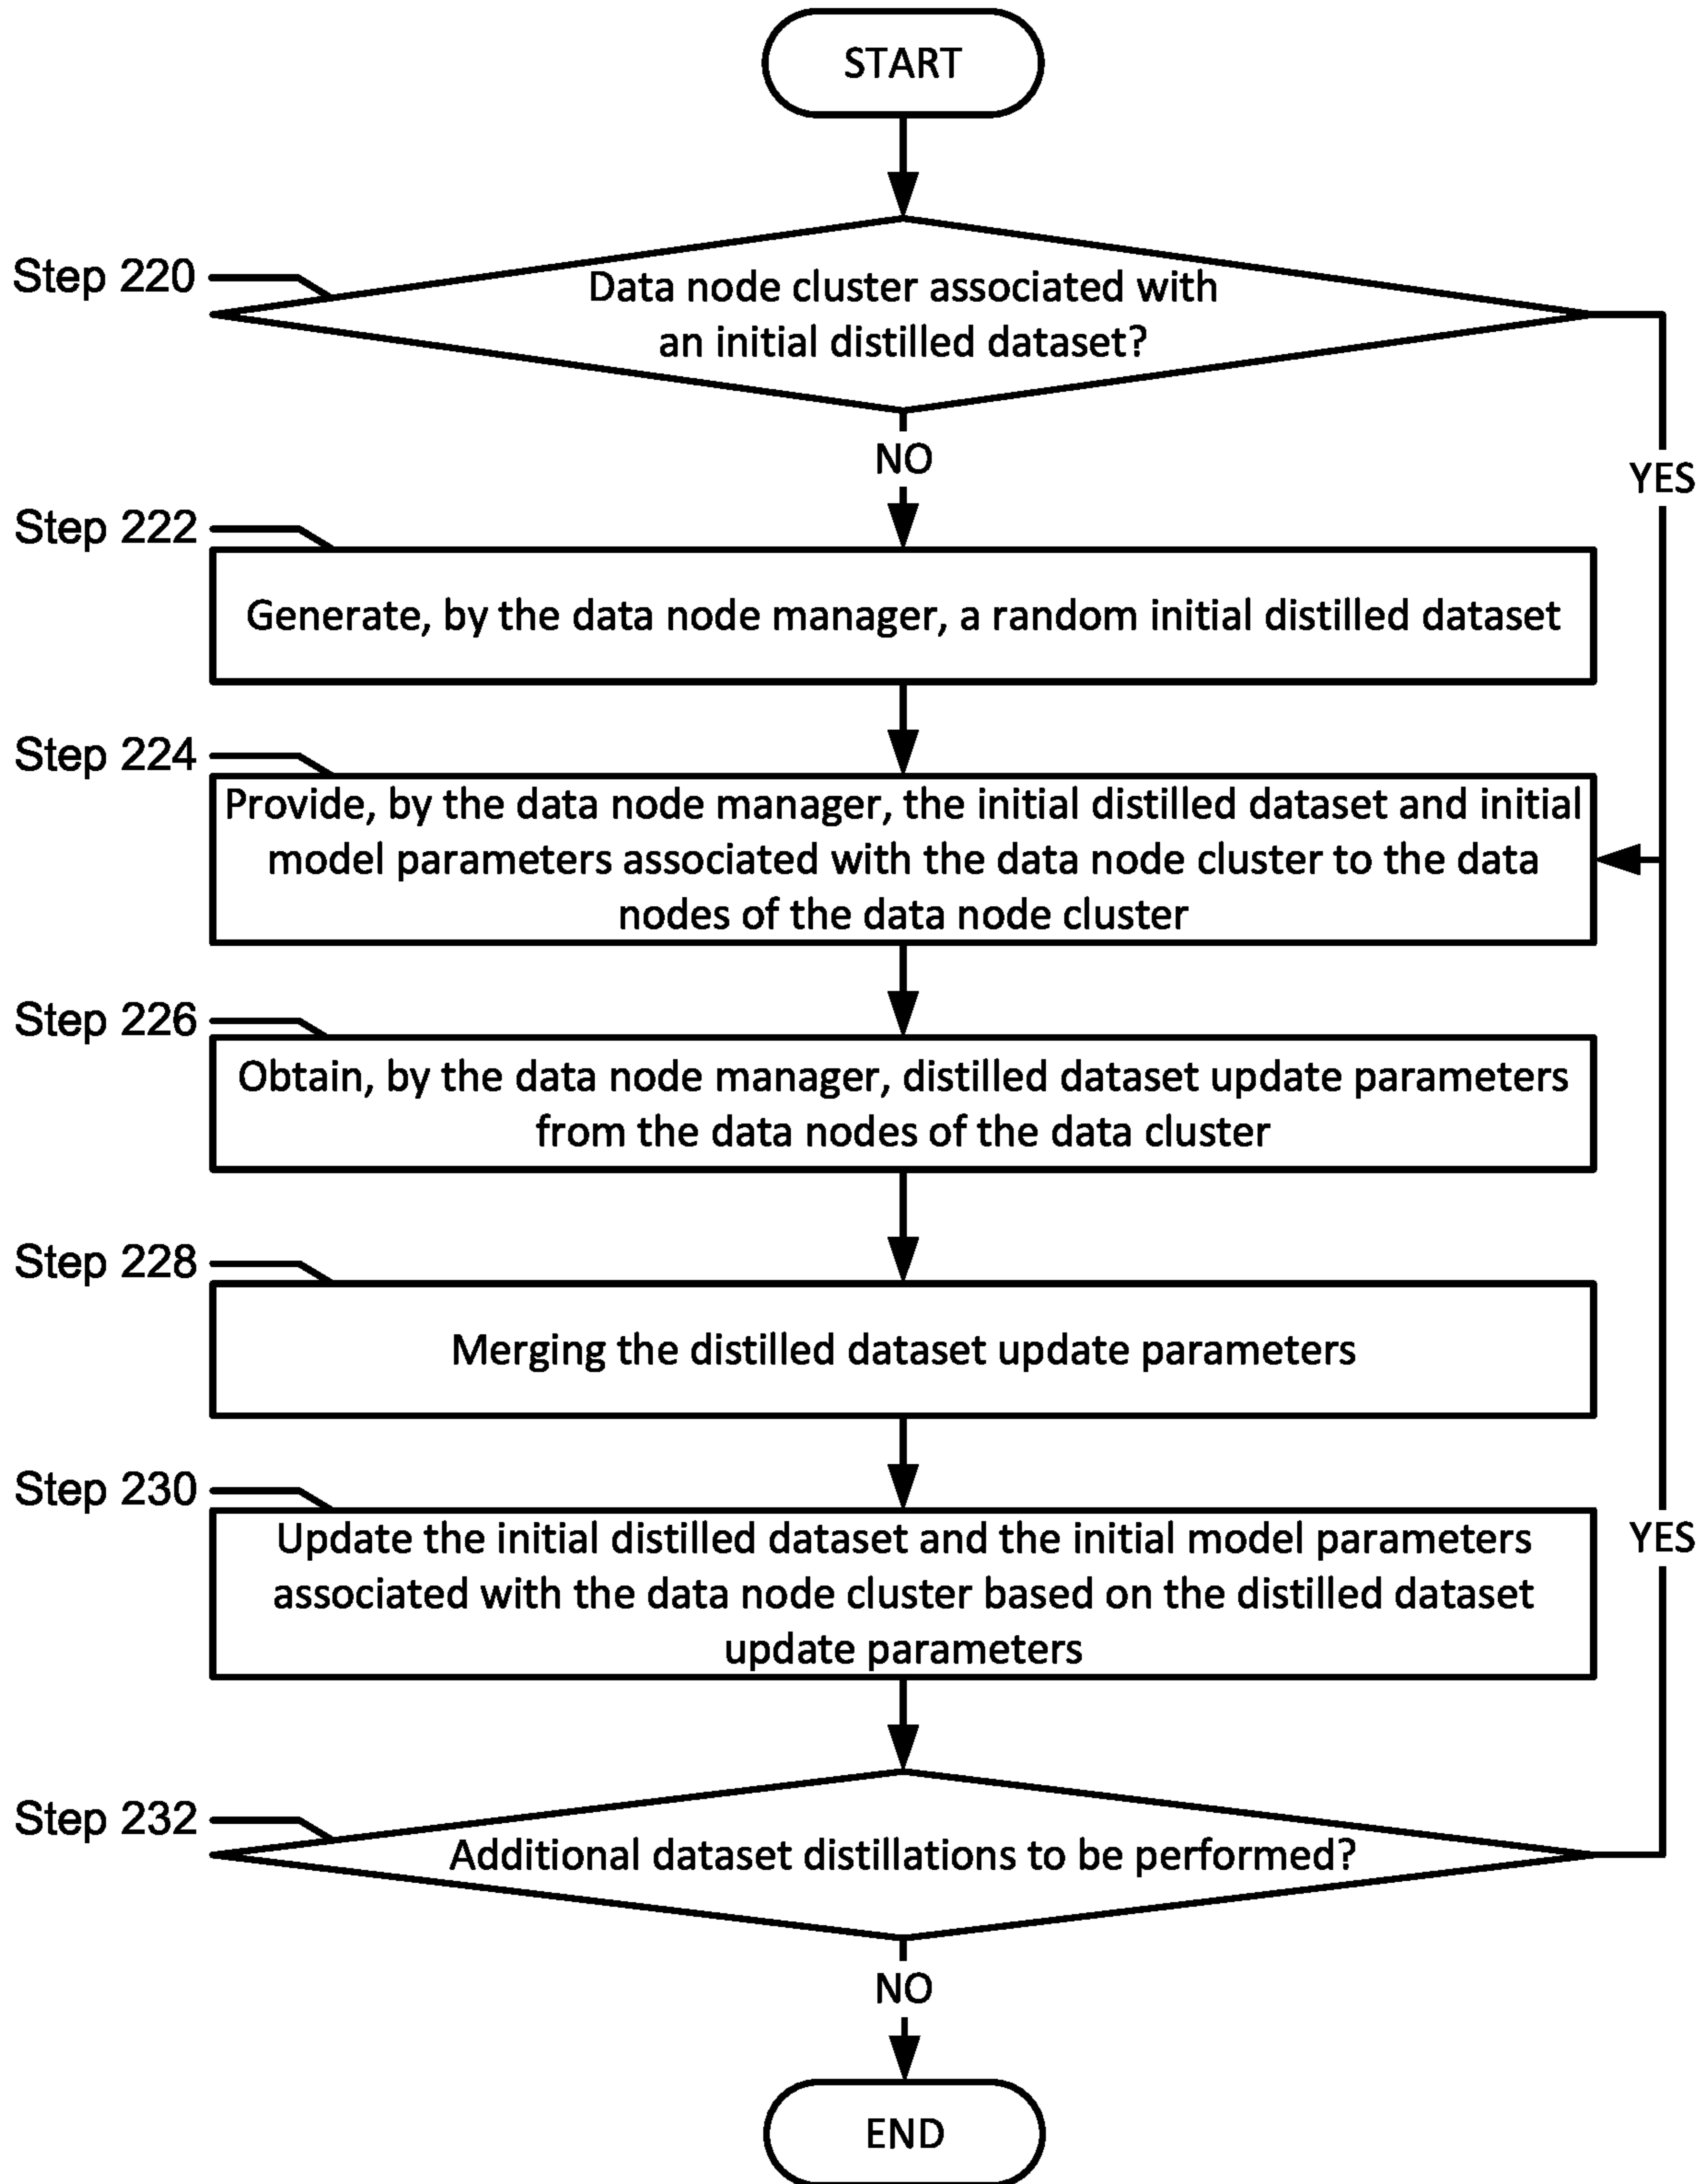 START
Step 220
Data node cluster associated with
an initial distilled dataset?
NO
YES
Step 222
Generate, by the data node manager, a random initial distilled dataset
Step 224
Provide, by the data node manager, the initial distilled dataset and initial
model parameters associated with the data node cluster to the data
nodes of the data node cluster
Step 226
Obtain, by the data node manager, distilled dataset update parameters
from the data nodes of the data cluster
Step 228
Merging the distilled dataset update parameters
Step 230
Update the initial distilled dataset and the initial model parameters
associated with the data node cluster based on the distilled dataset
update parameters
YES
Step 232
Additional dataset distillations to be performed?
NO
END